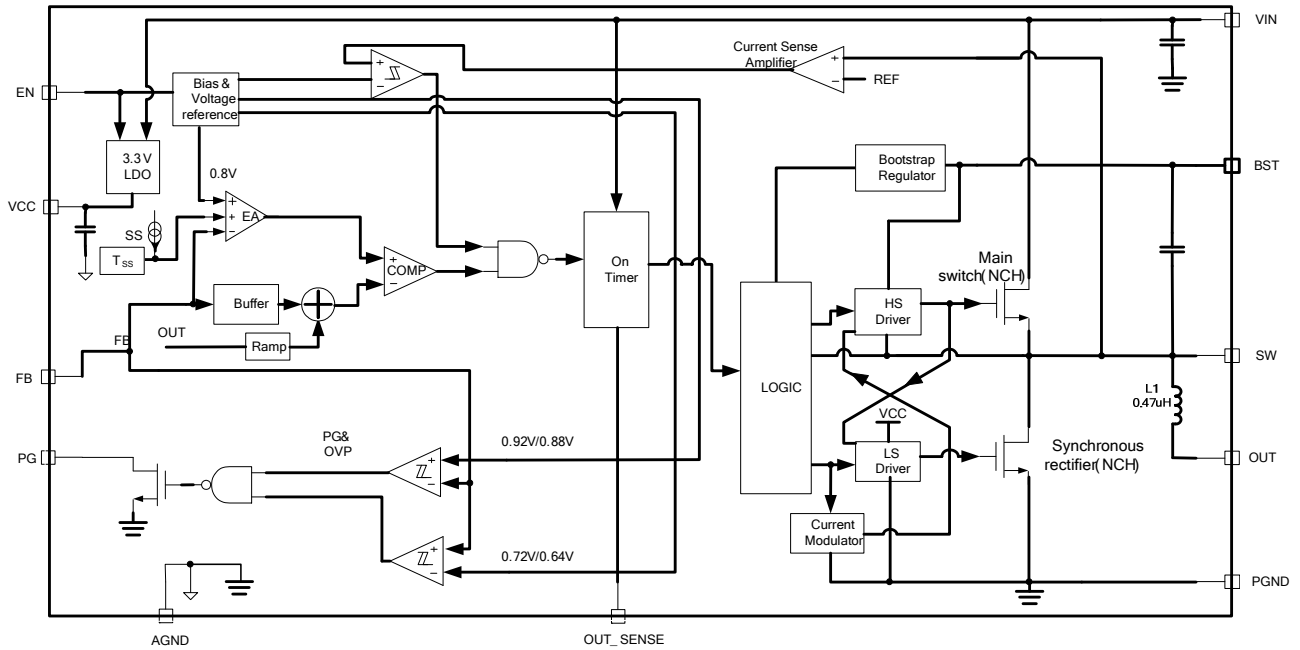 VIN
Current Sense
Amplifier
+
−
REF
+
−
EN
Bias &
Voltage
reference
3.3 V
LDO
0.8V
Bootstrap
Regulator
BST
VCC
SS
TSS
+
+
−
EA
On
Timer
+
−
COMP
Main
switch(NCH)
Buffer
HS
Driver
OUT
Ramp
FB
SW
FB
LOGIC
L1
0.47uH
VCC
PG&
OVP
0.92V/0.88V
LS
Driver
Synchronous
rectifier(NCH)
PG
+
−
OUT
Current
Modulator
+
−
0.72V/0.64V
PGND
AGND
OUT_SENSE